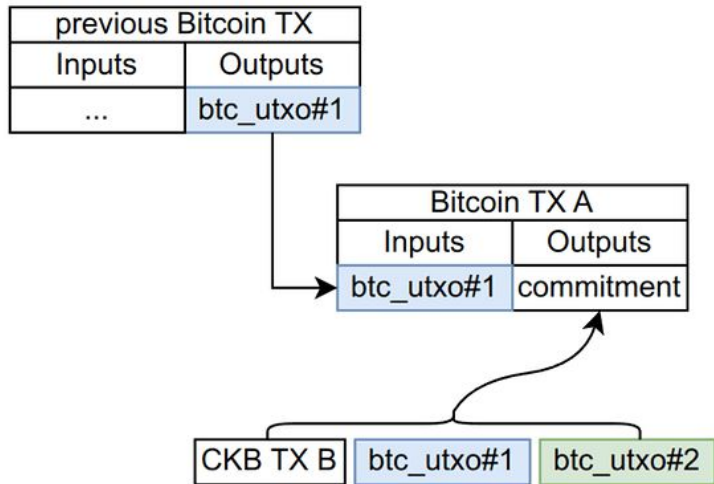 previous Bitcoin TX
Inputs Outputs
... btc_utxo#1
Bitcoin TX A
Inputs Outputs
btc_utxo#1 commitment
CKB TX B btc_utxo#1 btc_utxo#2